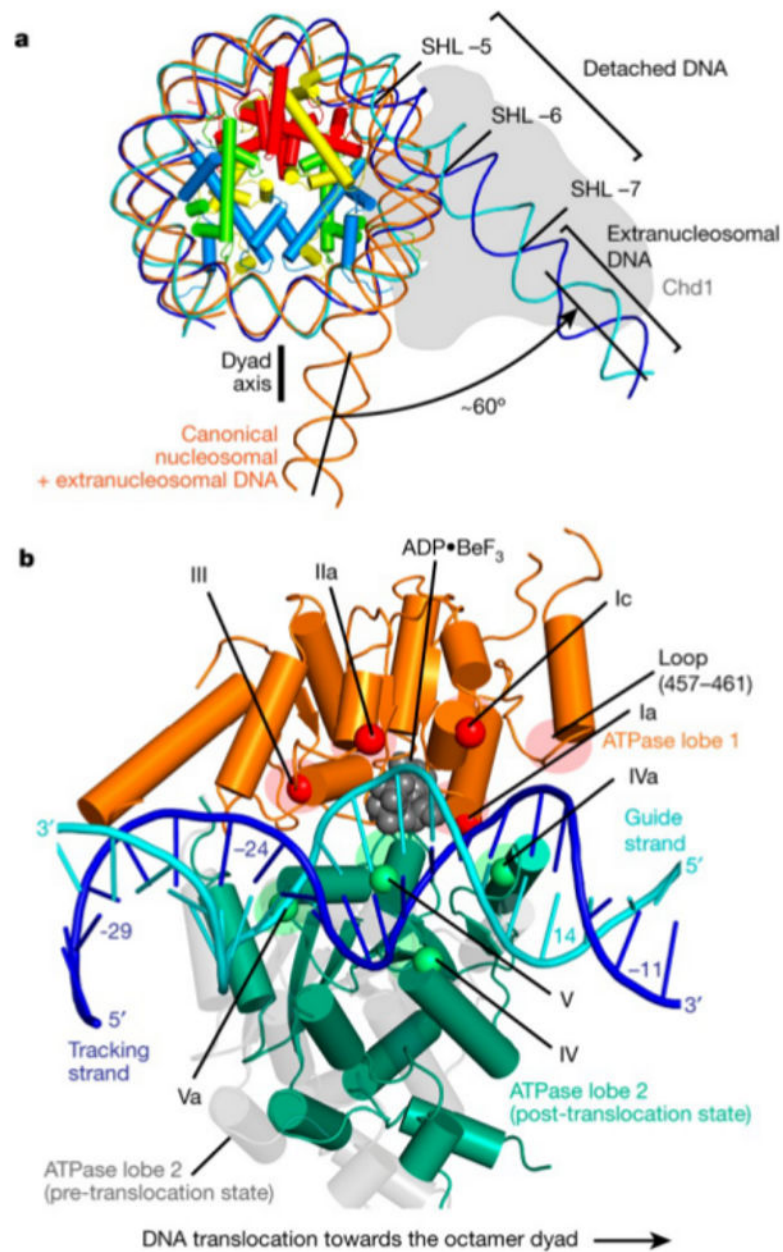 a
SHL –5
Detached DNA
SHL –6
SHL –7
Extranucleosomal
DNA
Chd1
Dyad
axis
~60º
Canonical
nucleosomal
+ extranucleosomal DNA
b
ADP•BeF3
III
IIa
Ic
Loop
(457–461)
Ia
ATPase lobe 1
IVa
3′
Guide
strand
–24
5′
-29
14
–11
5′
V
3′
Tracking
strand
IV
Va
ATPase lobe 2
(post-translocation state)
ATPase lobe 2
(pre-translocation state)
DNA translocation towards the octamer dyad